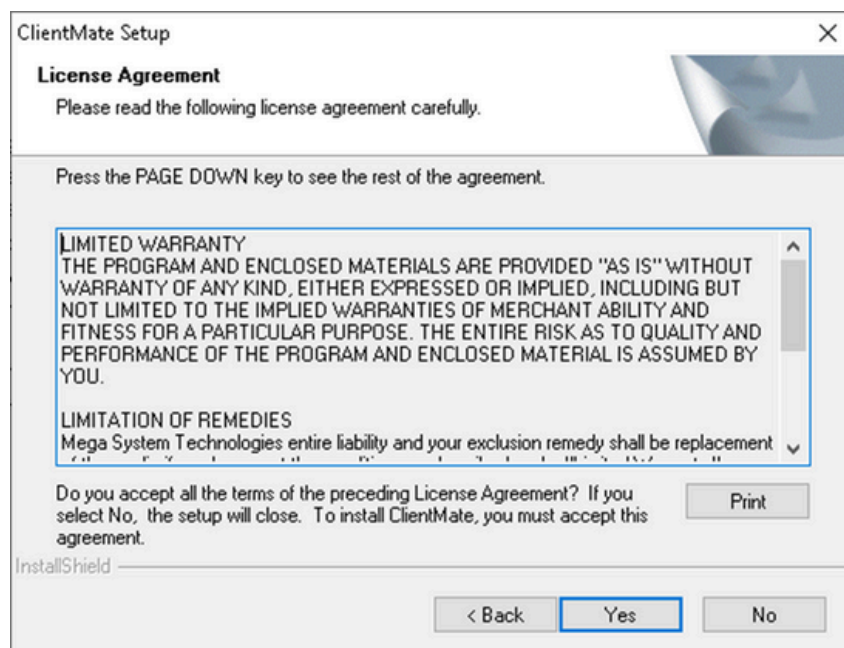 ClientMate Setup
License Agreement
Please read the following license agreement carefully.
Press the PAGE DOWN key to see the rest of the agreement.
LIMITED WARRANTY
THE PROGRAM AND ENCLOSED MATERIALS ARE PROVIDED "AS IS" WITHOUT
WARRANTY OF ANY KIND, EITHER EXPRESSED OR IMPLIED, INCLUDING BUT
NOT LIMITED TO THE IMPLIED WARRANTIES OF MERCHANT ABILITY AND
FITNESS FOR A PARTICULAR PURPOSE. THE ENTIRE RISK AS TO QUALITY AND
PERFORMANCE OF THE PROGRAM AND ENCLOSED MATERIAL IS ASSUMED BY
YOU.
LIMITATION OF REMEDIES
Mega System Technologies entire liability and your exclusion remedy shall be replacement
Do you accept all the terms of the preceding License Agreement? If you
select No, the setup will close. To install ClientMate, you must accept this
agreement.
Print
InstallShield
< Back
Yes
No